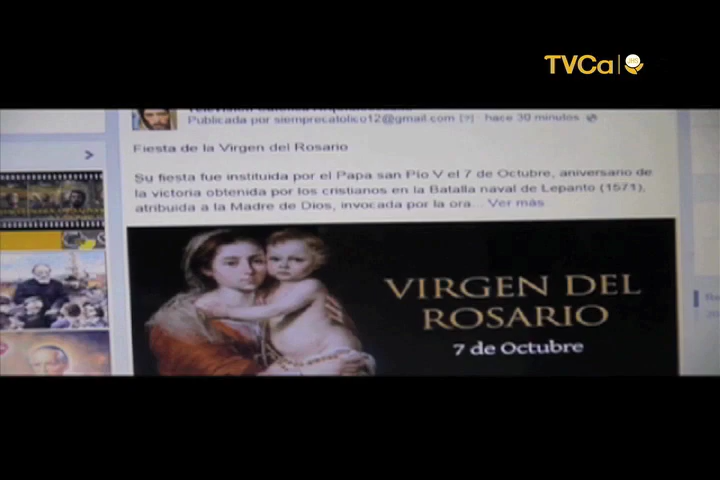 TVCa
Publicada por siemprecatolico12@gmail.com [?] · hace 30 minutos
Fiesta de la Virgen del Rosario
Su fiesta fue instituida por el Papa san Pío V el 7 de Octubre, aniversario de
la victoria obtenida por los cristianos en la Batalla naval de Lepanto (1571),
atribuida a la Madre de Dios, invocada por la ora... Ver más
VIRGEN DEL
ROSARIO
7 de Octubre